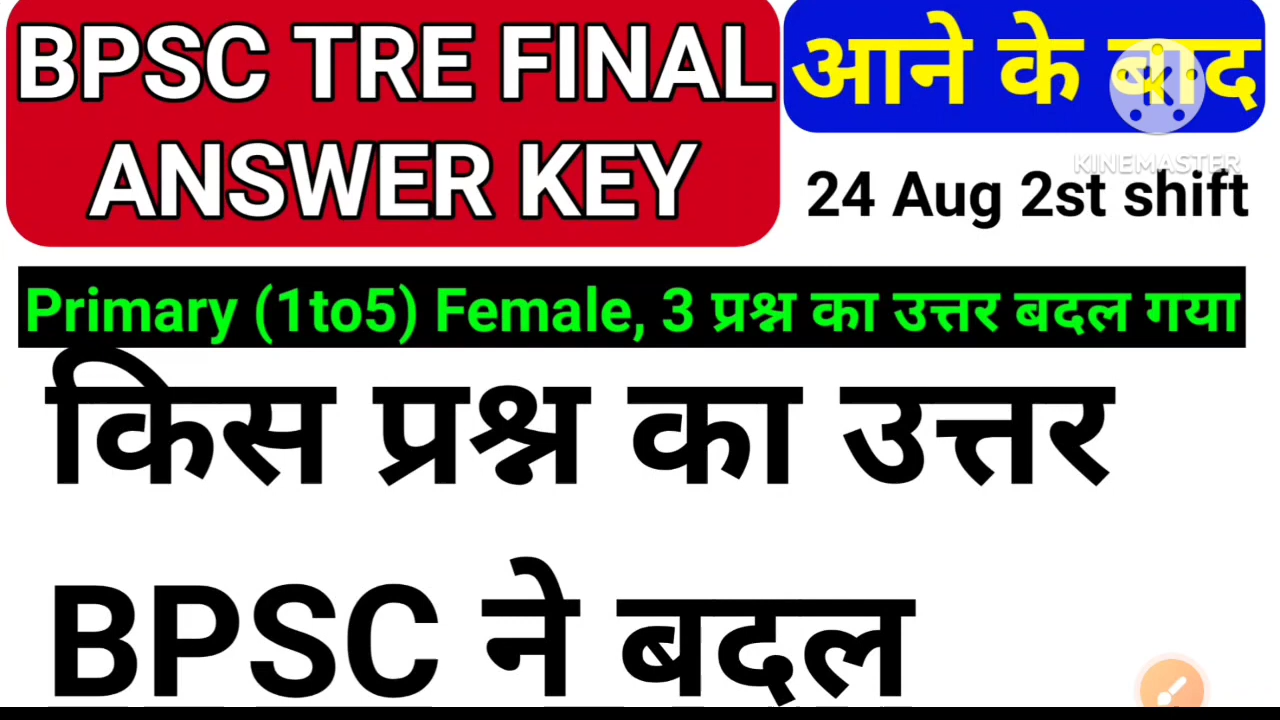 BPSC TRE FINAL
ANSWER KEY
आने के बाद
KINEMASTER
24 Aug 2st shift
Primary (1to5) Female, 3 प्रश्न का उत्तर बदल गया
किस प्रश्न का उत्तर
BPSC ने बदल